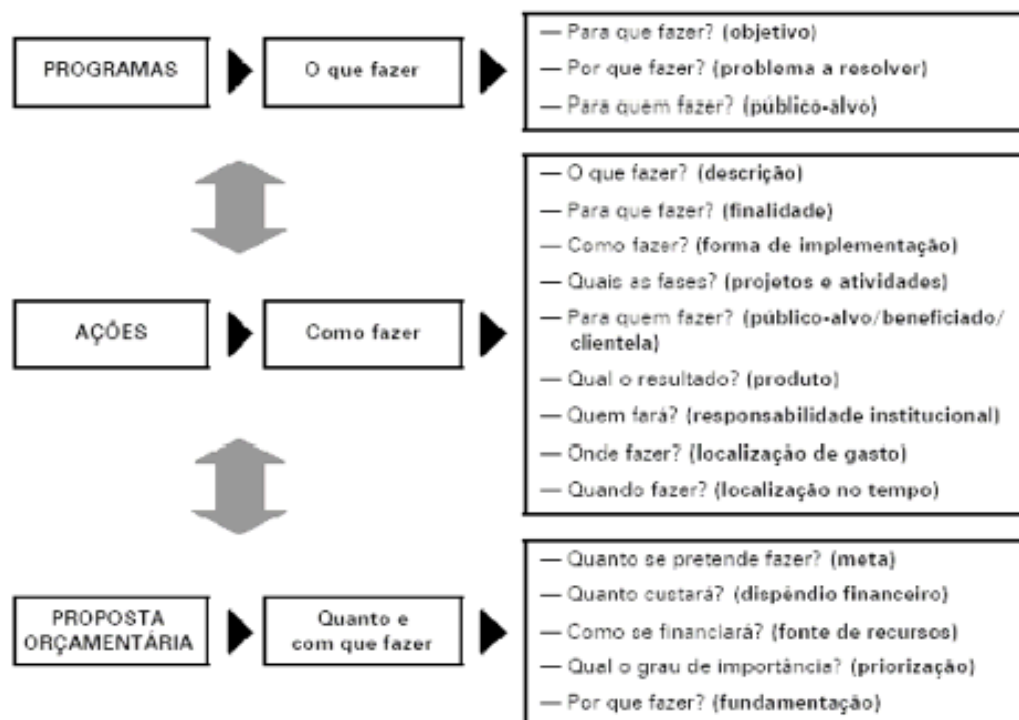 PROGRAMAS
O que fazer
— Para que fazer? (objetivo)
— Por que fazer? (problema a resolver)
— Para quem fazer? (público-alvo)
AÇÕES
Como fazer
— O que fazer? (descrição)
— Para que fazer? (finalidade)
— Como fazer? (forma de implementação)
— Quais as fases? (projetos e atividades)
— Para quem fazer? (público-alvo/beneficiado/
clientela)
— Qual o resultado? (produto)
— Quem fará? (responsabilidade institucional)
— Onde fazer? (localização de gasto)
— Quando fazer? (localização no tempo)
PROPOSTA
ORÇAMENTÁRIA
Quanto e
com que fazer
— Quanto se pretende fazer? (meta)
— Quanto custará? (dispêndio financeiro)
— Como se financiará? (fonte de recursos)
— Qual o grau de importância? (priorização)
— Por que fazer? (fundamentação)